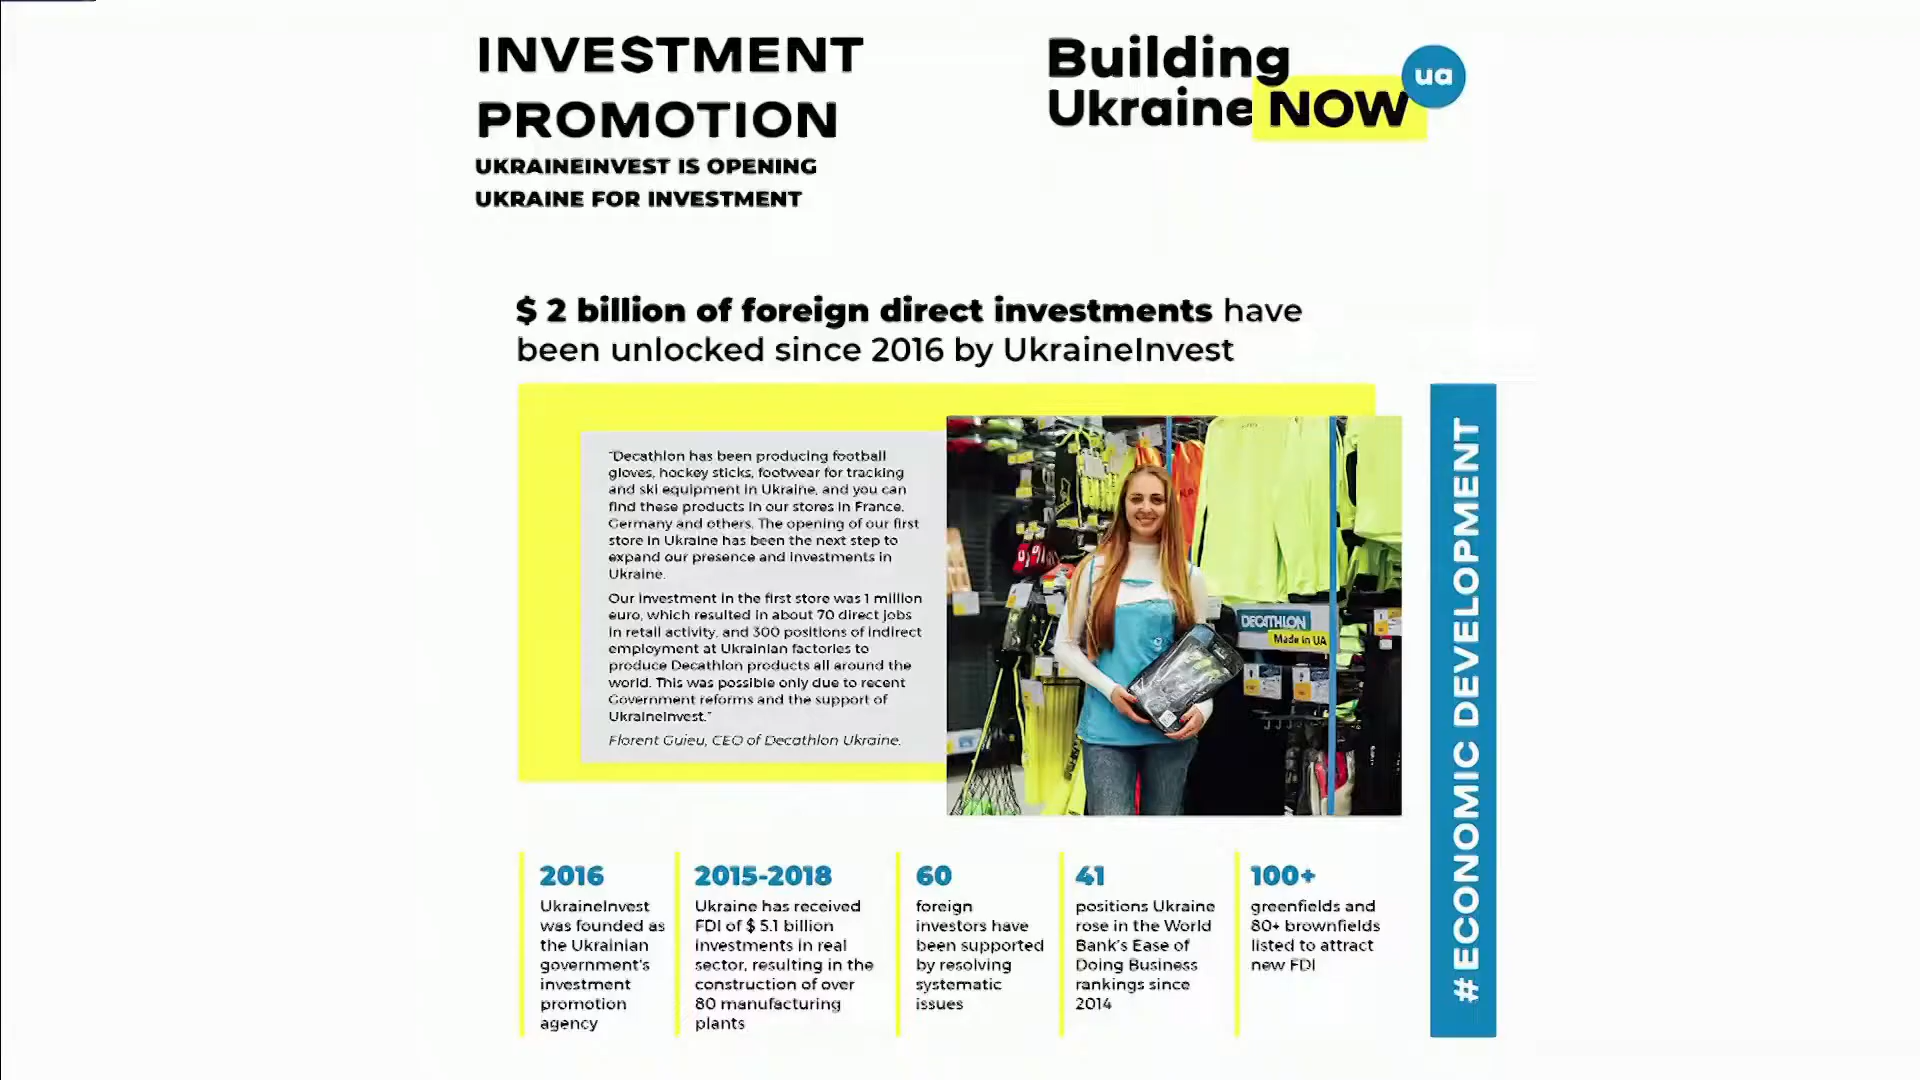 INVESTMENT
PROMOTION
UKRAINEINVEST IS OPENING
UKRAINE FOR INVESTMENT
Building
Ukraine NOW
ua
$ 2 billion of foreign direct investments have
been unlocked since 2016 by UkraineInvest
"Decathlon has been producing football
gloves, hockey sticks, footwear for tracking
and ski equipment in Ukraine, and you can
find these products in our stores in France,
Germany and others. The opening of our first
store in Ukraine has been the next step to
expand our presence and investments in
Ukraine.
Our investment in the first store was 1 million
euro, which resulted in about 70 direct jobs
in retail activity, and 300 positions of indirect
employment at Ukrainian factories to
produce Decathlon products all around the
world. This was possible only due to recent
Government reforms and the support of
UkraineInvest."
Florent Guieu, CEO of Decathlon Ukraine.
DECATHLON
Made in UA
# ECONOMIC DEVELOPMENT
2016
UkraineInvest
was founded as
the Ukrainian
government's
investment
promotion
agency
2015-2018
Ukraine has received
FDI of $ 5.1 billion
investments in real
sector, resulting in the
construction of over
80 manufacturing
plants
60
foreign
investors have
been supported
by resolving
systematic
issues
41
positions Ukraine
rose in the World
Bank's Ease of
Doing Business
rankings since
2014
100+
greenfields and
80+ brownfields
listed to attract
new FDI